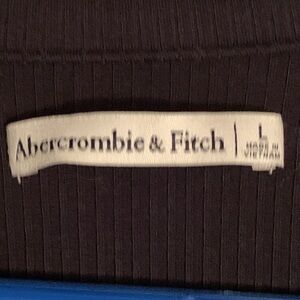 Abercrombie & Fitch
L
MADE IN
VIETNAM